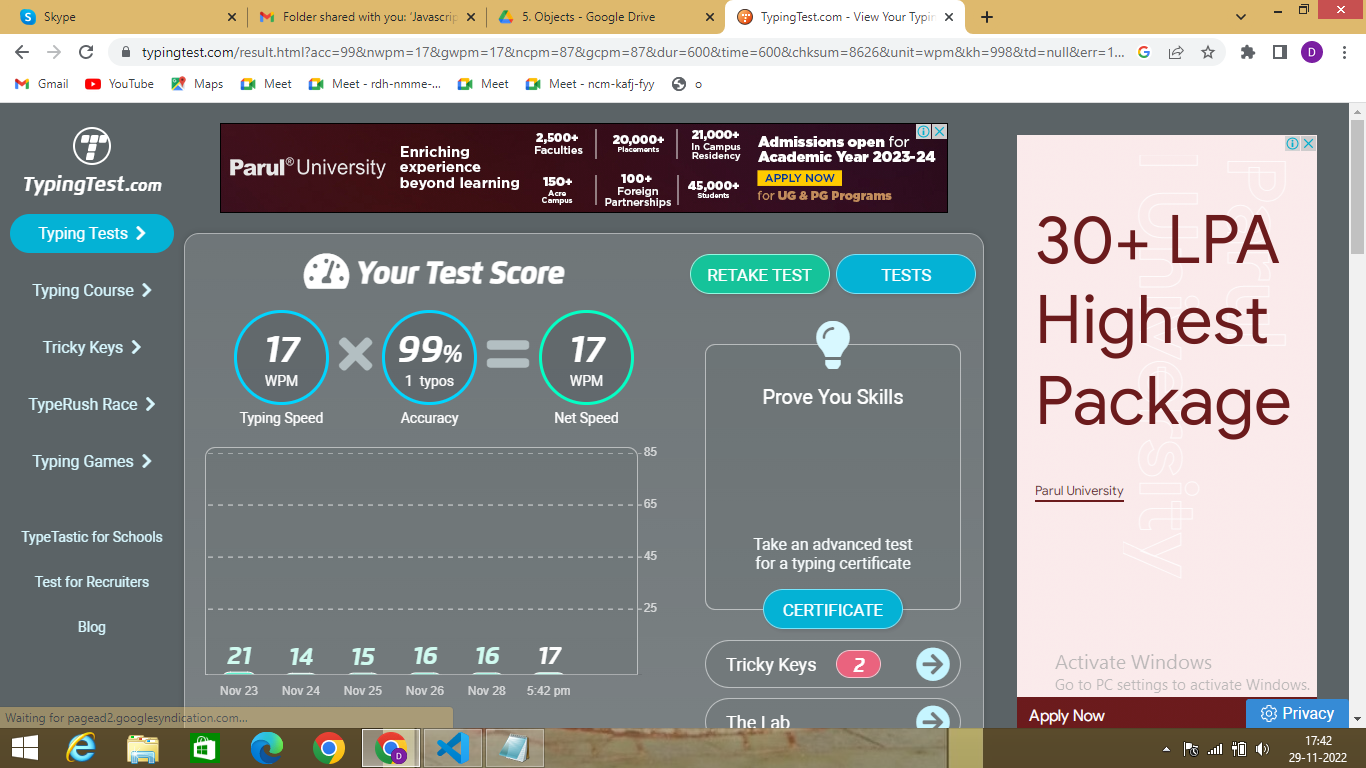 Skype
Folder shared with you: 'Javascrip
5. Objects - Google Drive
TypingTest.com - View Your Typin
typingtest.com/result.html?acc=99&nwpm=17&gwpm=17&ncpm=87&gcpm=87&dur=600&time=600&chksum=8626&unit=wpm&kh=998&td=null&err=1...
D
Gmail
YouTube
Maps
Meet
Meet - rdh-nmme-...
Meet
Meet - ncm-kafj-fyy
o
TypingTest.com
Typing Tests
Typing Course
Tricky Keys
TypeRush Race
Typing Games
TypeTastic for Schools
Test for Recruiters
Blog
Parul® University
Enriching
experience
beyond learning
2,500+
Faculties
20,000+
Placements
21,000+
In Campus
Residency
150+
Acre
Campus
100+
Foreign
Partnerships
45,000+
Students
Admissions open for
Academic Year 2023-24
APPLY NOW
for UG & PG Programs
Your Test Score
RETAKE TEST
TESTS
17
WPM
Typing Speed
99%
1 typos
Accuracy
17
WPM
Net Speed
85
65
45
25
21 14 15 16 16 17
Nov 23 Nov 24 Nov 25 Nov 26 Nov 28 5:42 pm
Prove You Skills
Take an advanced test
for a typing certificate
CERTIFICATE
Tricky Keys 2
The Lab
Parul
University
30+ LPA
Highest
Package
Parul University
Activate Windows
Go to PC settings to activate Windows.
Apply Now
Privacy
Waiting for pagead2.googlesyndication.com...
D
17:42
29-11-2022